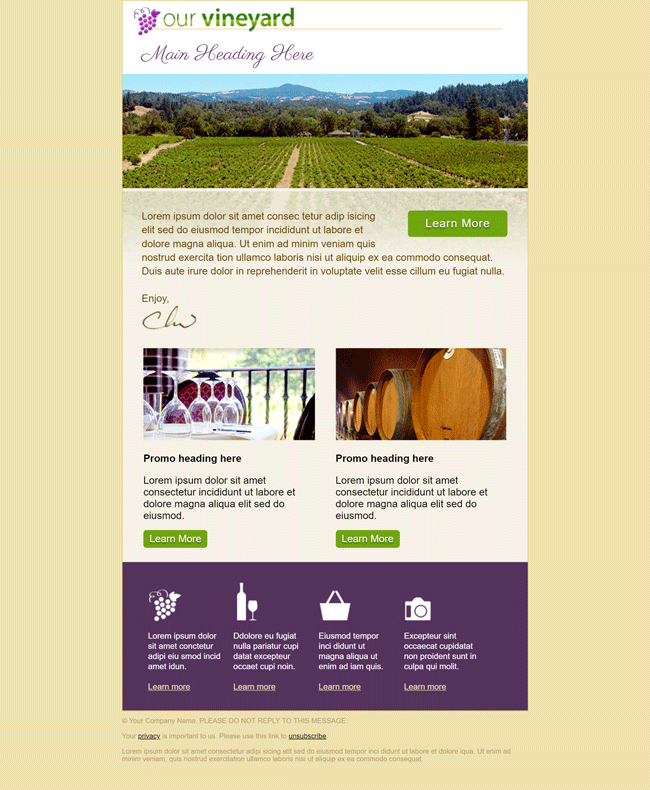 our vineyard
Main Heading Here
Lorem ipsum dolor sit amet consec tetur adip isicing
elit sed do eiusmod tempor incididunt ut labore et
dolore magna aliqua. Ut enim ad minim veniam quis
nostrud exercita tion ullamco laboris nisi ut aliquip ex ea commodo consequat.
Duis aute irure dolor in reprehenderit in voluptate velit esse cillum eu fugiat nulla.
Learn More
Enjoy,
Promo heading here
Lorem ipsum dolor sit amet
consectetur incididunt ut labore et
dolore magna aliqua elit sed do
eiusmod.
Learn More
Promo heading here
Lorem ipsum dolor sit amet
consectetur incididunt ut labore et
dolore magna aliqua elit sed do
eiusmod.
Learn More
Lorem ipsum dolor
sit amet conctetur
adipi eiu smod incid
amet idun.
Learn more
Ddolore eu fugiat
nulla pariatur cupi
datat excepteur
occaet cupi noin.
Learn more
Eiusmod tempor
inci didunt ut
magna aliqua ut
enim ad iam quis.
Learn more
Excepteur sint
occaecat cupidatat
non proident sunt in
culpa qui molit.
Learn more
© Your Company Name. PLEASE DO NOT REPLY TO THIS MESSAGE.
Your privacy is important to us. Please use this link to unsubscribe.
Lorem ipsum dolor sit amet consectetur adipi sicing elit sed do eiusmod tempor inci didunt ut labore et dolore iqua. Ut enim ad
minim veniam, quis nostrud exercitation ullamco laboris nisi ut aliquip ex ea commodo consequat.